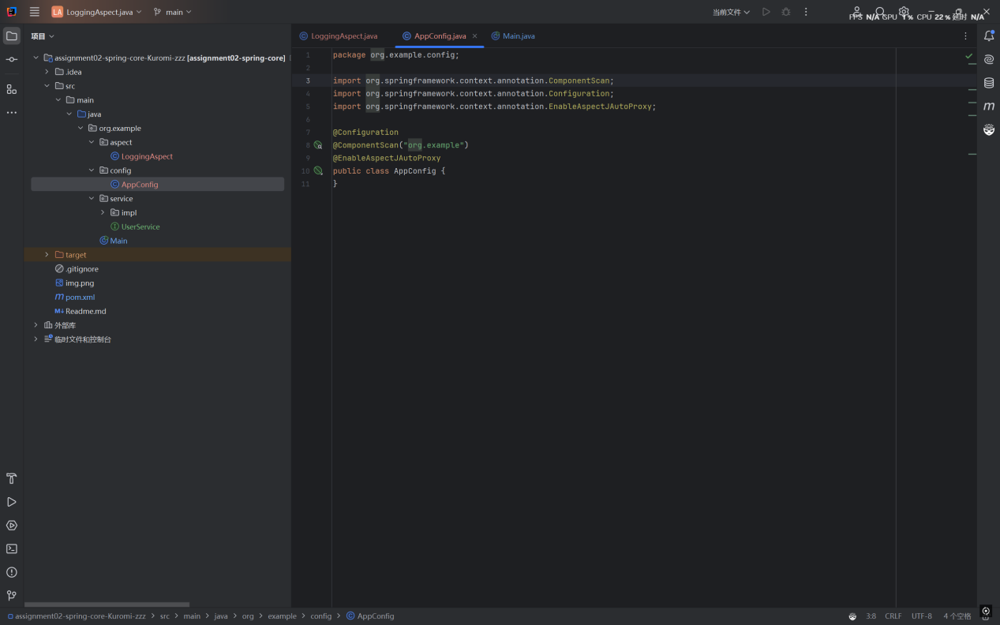 LA LoggingAspect.java main 当前文件
FPS N/A GPU 1% CPU 22% 延时 N/A
项目
LoggingAspect.java AppConfig.java Main.java
assignment02-spring-core-Kuromi-zzz [assignment02-spring-core]
.idea
src
main
java
org.example
aspect
LoggingAspect
config
AppConfig
service
impl
UserService
Main
target
.gitignore
img.png
pom.xml
Readme.md
外部库
临时文件和控制台
1 package org.example.config;
2
3 import org.springframework.context.annotation.ComponentScan;
4 import org.springframework.context.annotation.Configuration;
5 import org.springframework.context.annotation.EnableAspectJAutoProxy;
6
7 @Configuration
8 @ComponentScan("org.example")
9 @EnableAspectJAutoProxy
10 public class AppConfig {
11 }
assignment02-spring-core-Kuromi-zzz > src > main > java > org > example > config > AppConfig
3:8 CRLF UTF-8 4 个空格